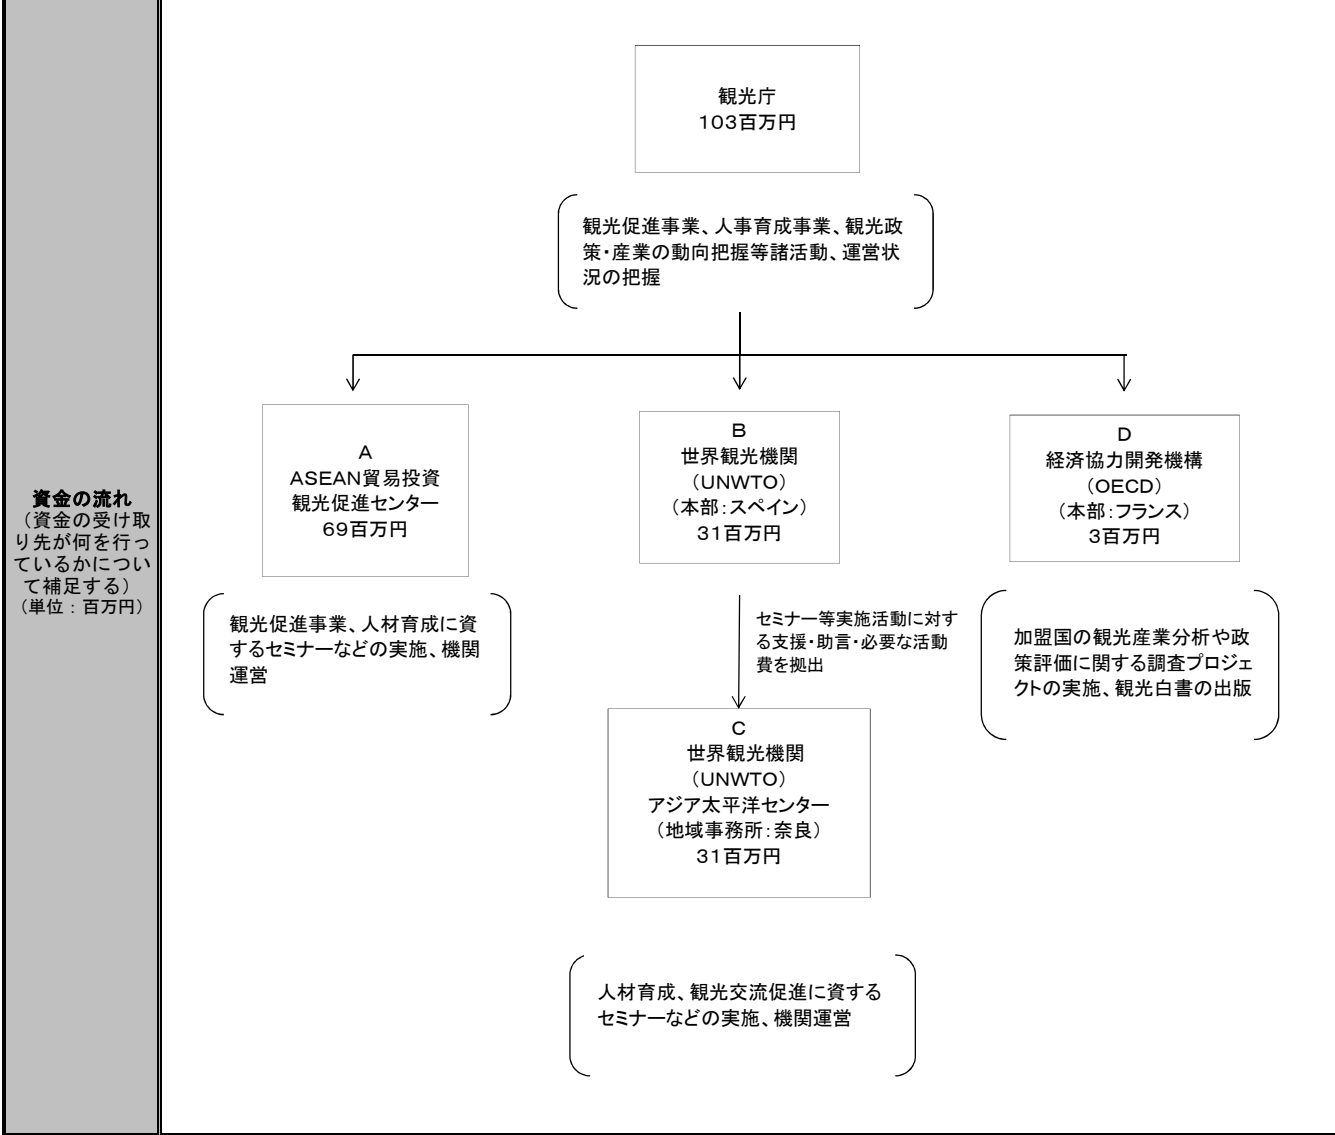 資金の流れ
（資金の受け取
り先が何を行っ
ているかについ
て補足する）
（単位：百万円）
観光庁
１０３百万円
観光促進事業、人事育成事業、観光政
策・産業の動向把握等諸活動、運営状
況の把握
A
ASEAN貿易投資
観光促進センター
６９百万円
観光促進事業、人材育成に資
するセミナーなどの実施、機関
運営
B
世界観光機関
（UNWTO）
（本部：スペイン）
３１百万円
セミナー等実施活動に対す
る支援・助言・必要な活動
費を拠出
C
世界観光機関
（UNWTO）
アジア太平洋センター
（地域事務所：奈良）
３１百万円
人材育成、観光交流促進に資する
セミナーなどの実施、機関運営
D
経済協力開発機構
（OECD）
（本部：フランス）
３百万円
加盟国の観光産業分析や政
策評価に関する調査プロジェ
クトの実施、観光白書の出版